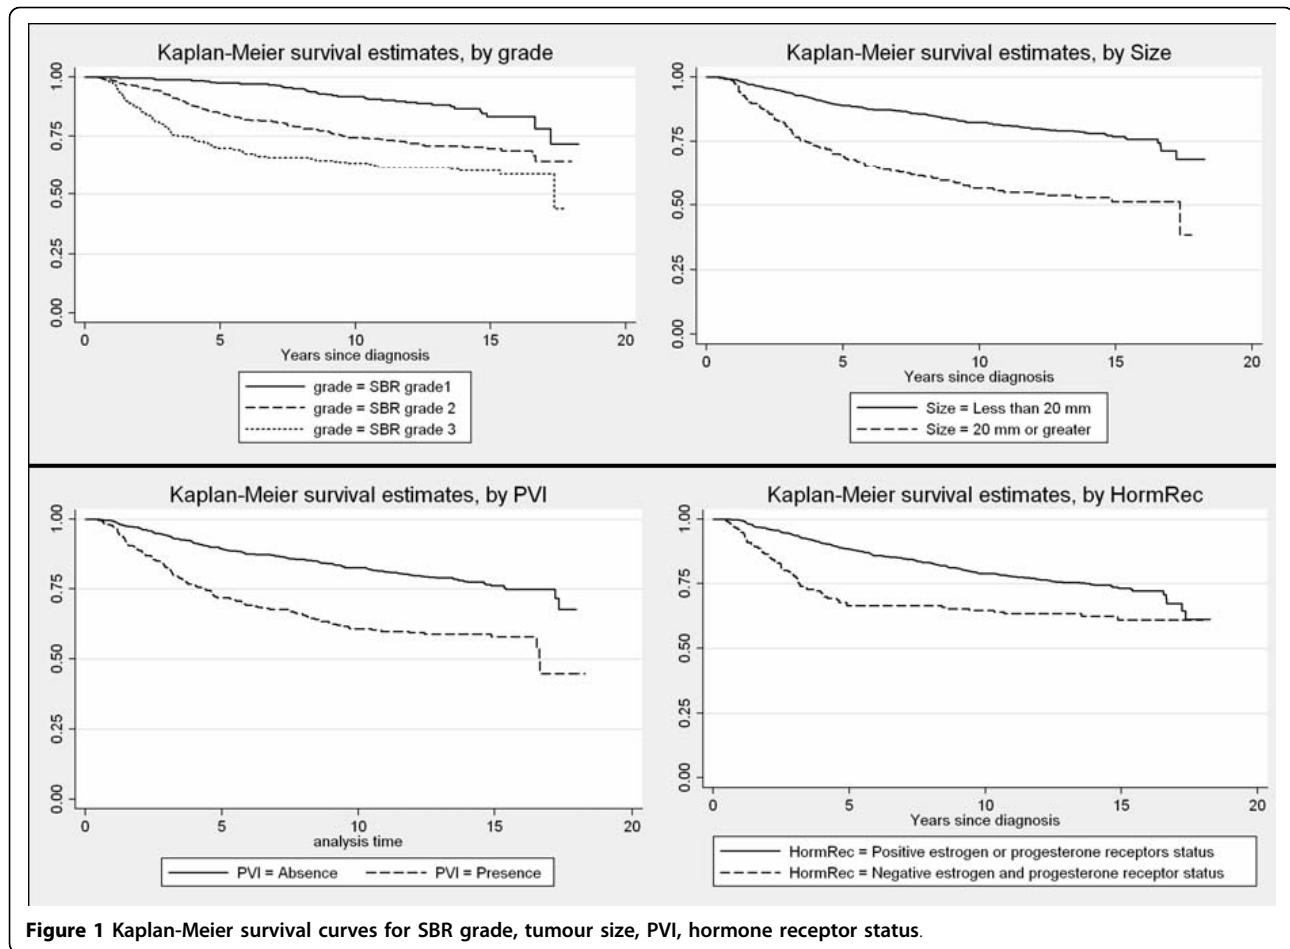 Kaplan-Meier survival estimates, by grade
1.00
0.75
0.50
0.25
0.00
0 5 10 15 20
Years since diagnosis
grade = SBR grade1
grade = SBR grade 2
grade = SBR grade 3
Kaplan-Meier survival estimates, by Size
1.00
0.75
0.50
0.25
0.00
0 5 10 15 20
Years since diagnosis
Size = Less than 20 mm
Size = 20 mm or greater
Kaplan-Meier survival estimates, by PVI
1.00
0.75
0.50
0.25
0.00
0 5 10 15 20
analysis time
PVI = Absence PVI = Presence
Kaplan-Meier survival estimates, by HormRec
1.00
0.75
0.50
0.25
0.00
0 5 10 15 20
Years since diagnosis
HormRec = Positive estrogen or progesterone receptors status
HormRec = Negative estrogen and progesterone receptor status
Figure 1 Kaplan-Meier survival curves for SBR grade, tumour size, PVI, hormone receptor status.